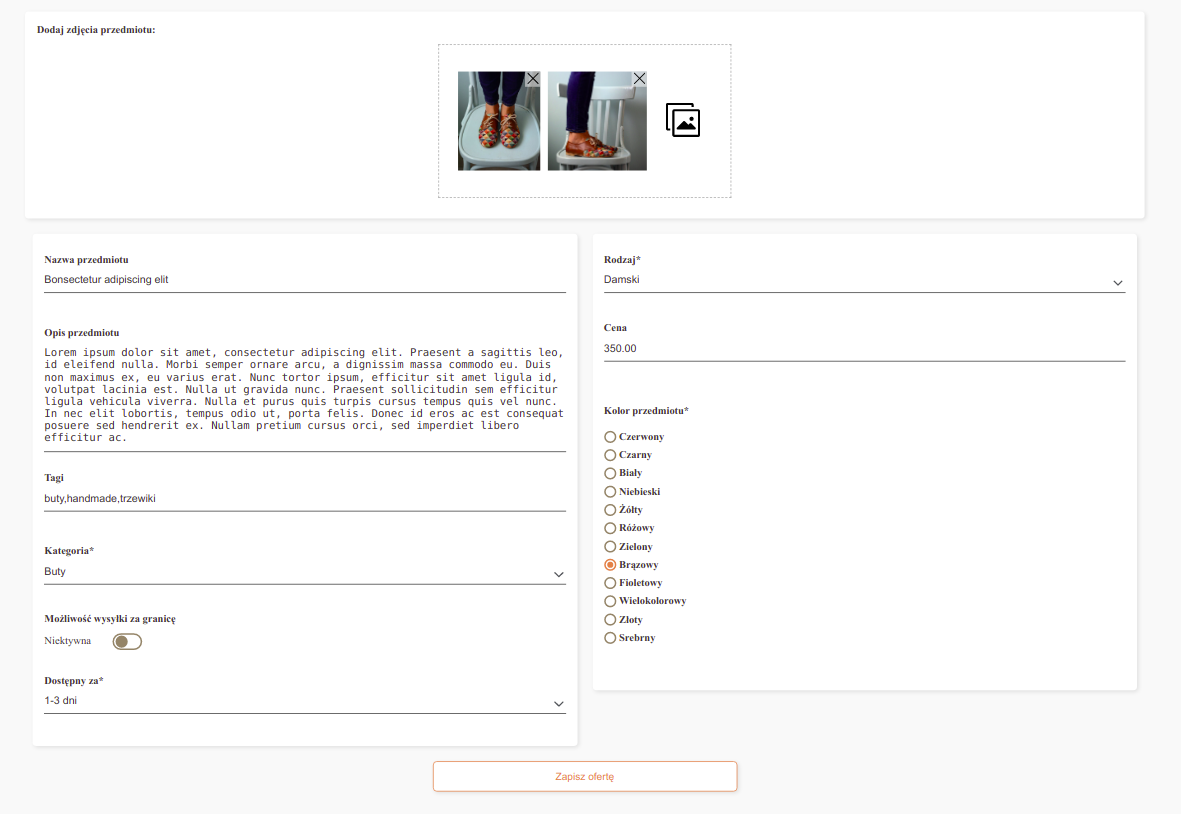 Dodaj zdjęcia przedmiotu:
Nazwa przedmiotu
Bonsectetur adipiscing elit
Opis przedmiotu
Lorem ipsum dolor sit amet, consectetur adipiscing elit. Praesent a sagittis leo,
id eleifend nulla. Morbi semper ornare arcu, a dignissim massa commodo eu. Duis
non maximus ex, eu varius erat. Nunc tortor ipsum, efficitur sit amet ligula id,
volutpat lacinia est. Nulla ut gravida nunc. Praesent sollicitudin sem efficitur
ligula vehicula viverra. Nulla et purus quis turpis cursus tempus quis vel nunc.
In nec elit lobortis, tempus odio ut, porta felis. Donec id eros ac est consequat
posuere sed hendrerit ex. Nullam pretium cursus orci, sed imperdiet libero
efficitur ac.
Tagi
buty,handmade,trzewiki
Kategoria*
Buty
Możliwość wysyłki za granicę
Niektywna
Dostępny za*
1-3 dni
Rodzaj*
Damski
Cena
350.00
Kolor przedmiotu*
Czerwony
Czarny
Biały
Niebieski
Żółty
Różowy
Zielony
Brązowy
Fioletowy
Wielokolorowy
Złoty
Srebrny
Zapisz ofertę